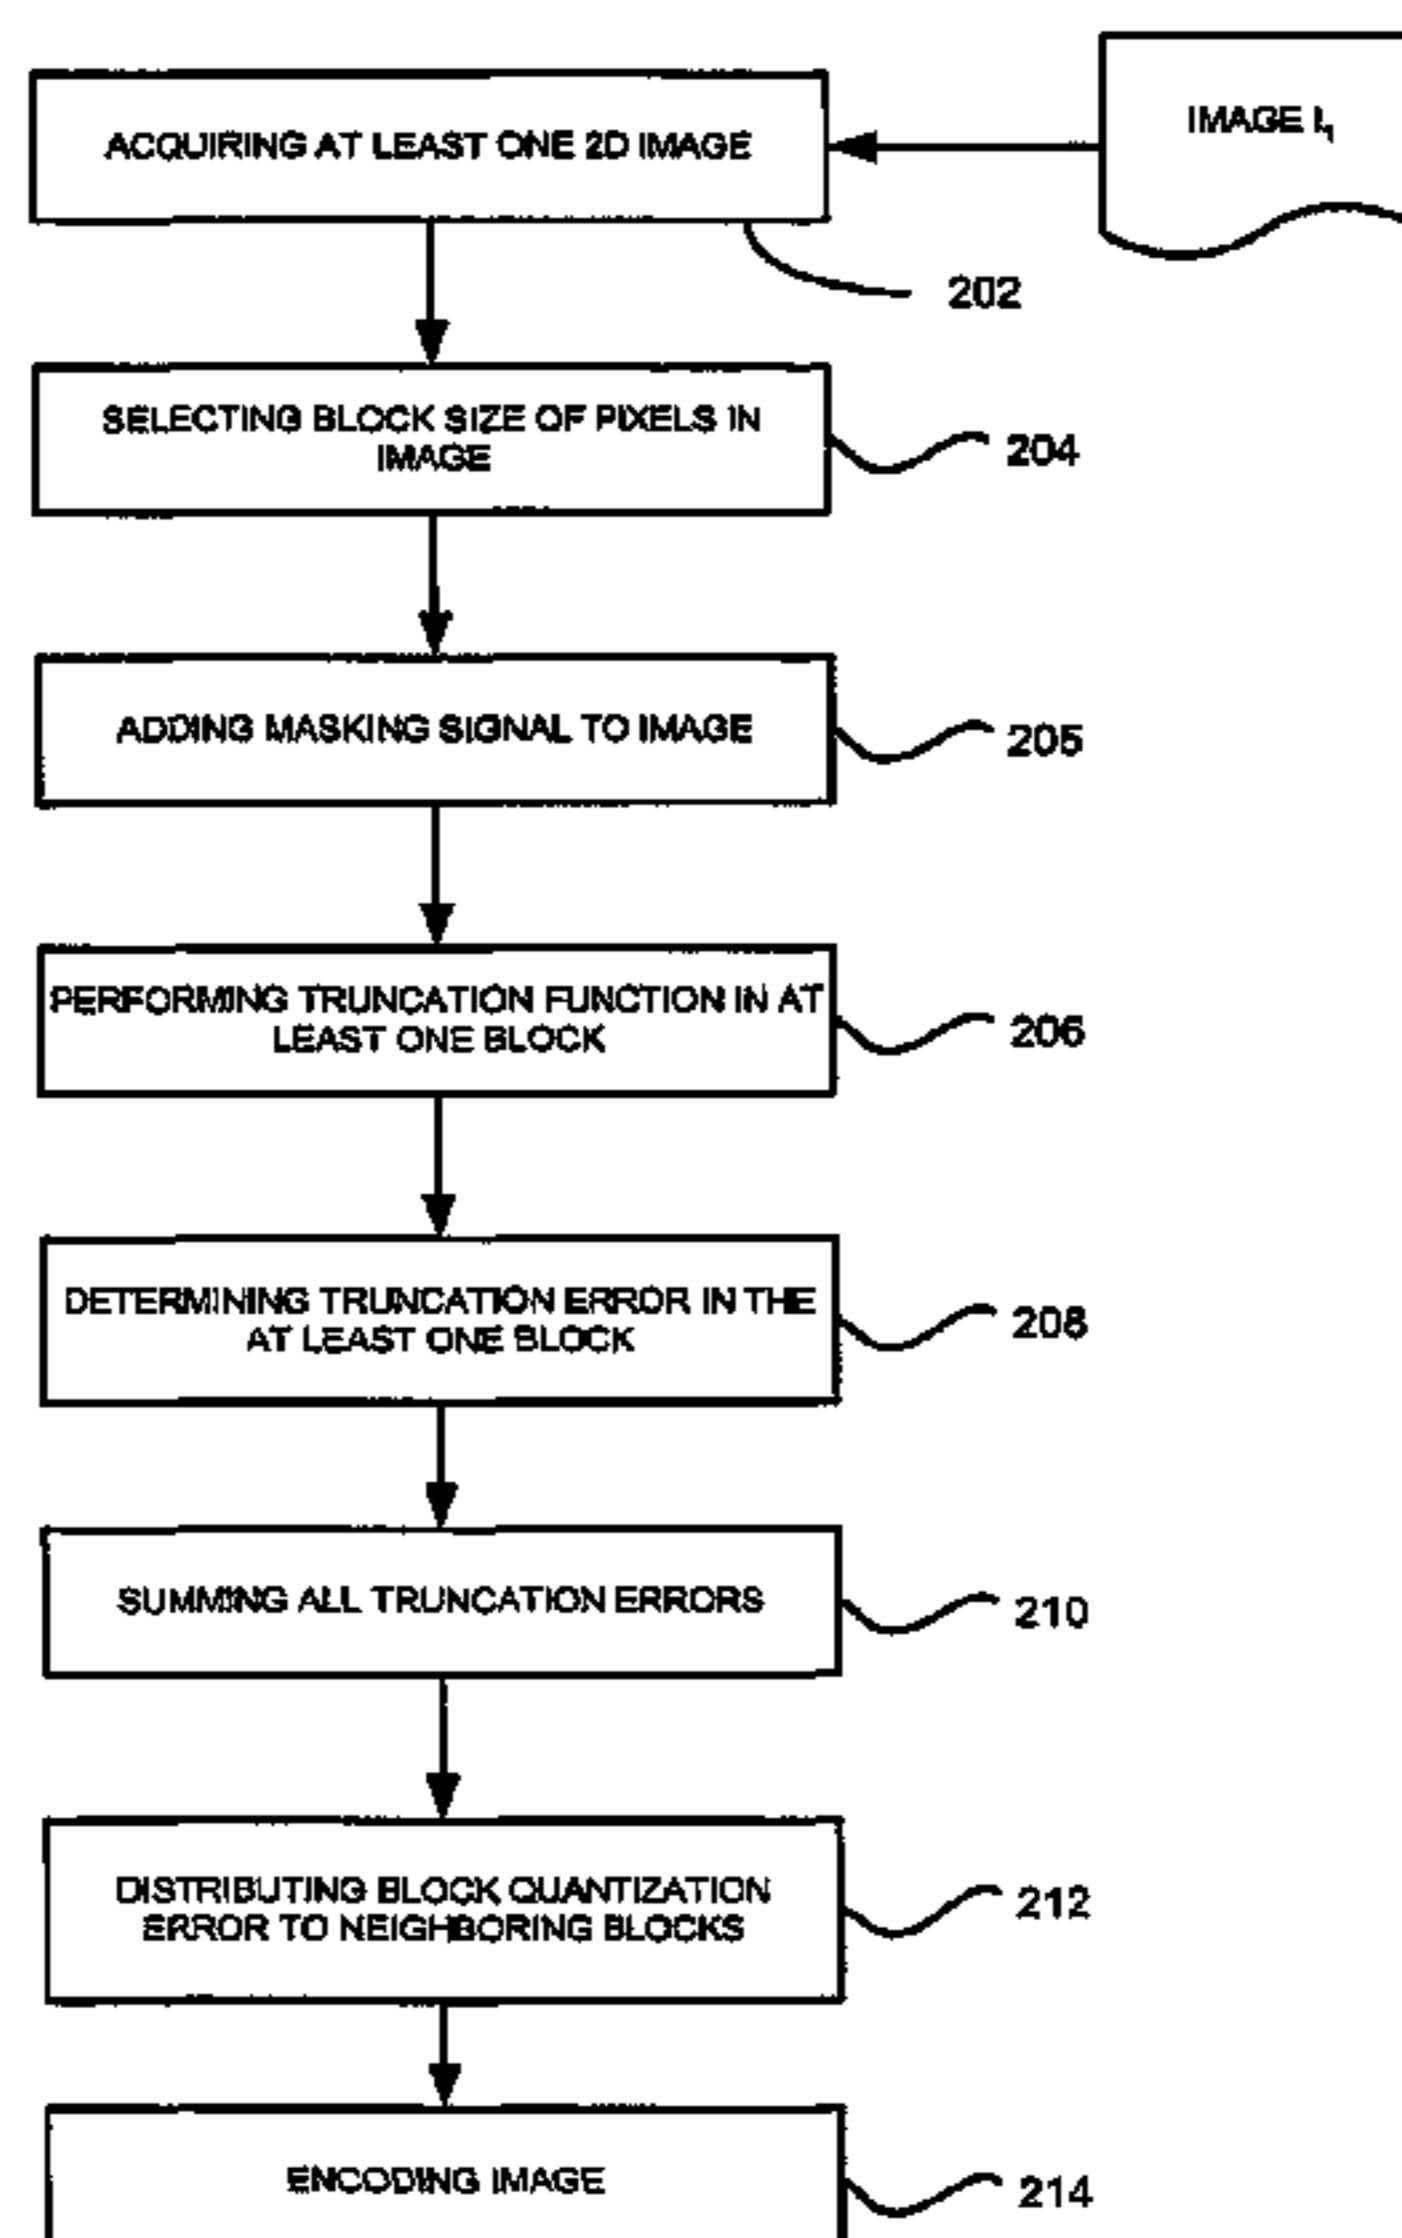 ACQUIRING AT LEAST ONE 2D IMAGE
IMAGE I₁
202
SELECTING BLOCK SIZE OF PIXELS IN
IMAGE
204
ADDING MASKING SIGNAL TO IMAGE
205
PERFORMING TRUNCATION FUNCTION IN AT
LEAST ONE BLOCK
206
DETERMINING TRUNCATION ERROR IN THE
AT LEAST ONE BLOCK
208
SUMMING ALL TRUNCATION ERRORS
210
DISTRIBUTING BLOCK QUANTIZATION
ERROR TO NEIGHBORING BLOCKS
212
ENCODING IMAGE
214